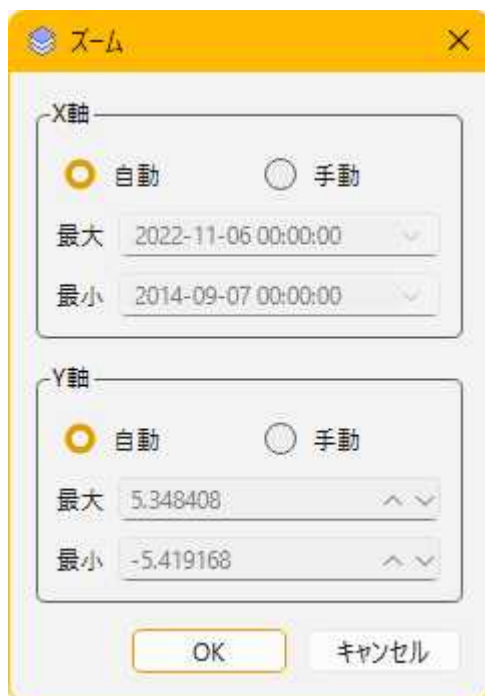 ズーム
X軸
自動 手動
最大 2022-11-06 00:00:00
最小 2014-09-07 00:00:00
Y軸
自動 手動
最大 5.348408
最小 -5.419168
OK キャンセル